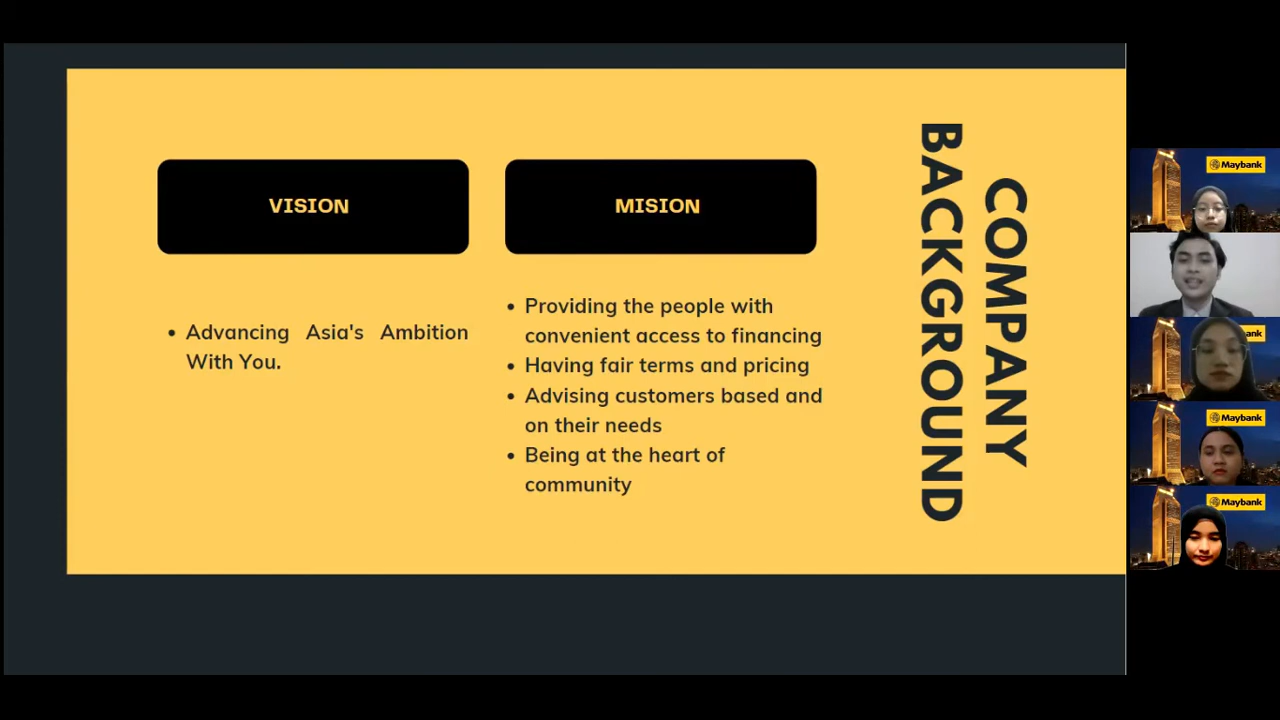 COMPANY
BACKGROUND
VISION
MISION
• Advancing Asia's Ambition
With You.
• Providing the people with
convenient access to financing
• Having fair terms and pricing
• Advising customers based and
on their needs
• Being at the heart of
community
Maybank
ank
Maybank
Maybank